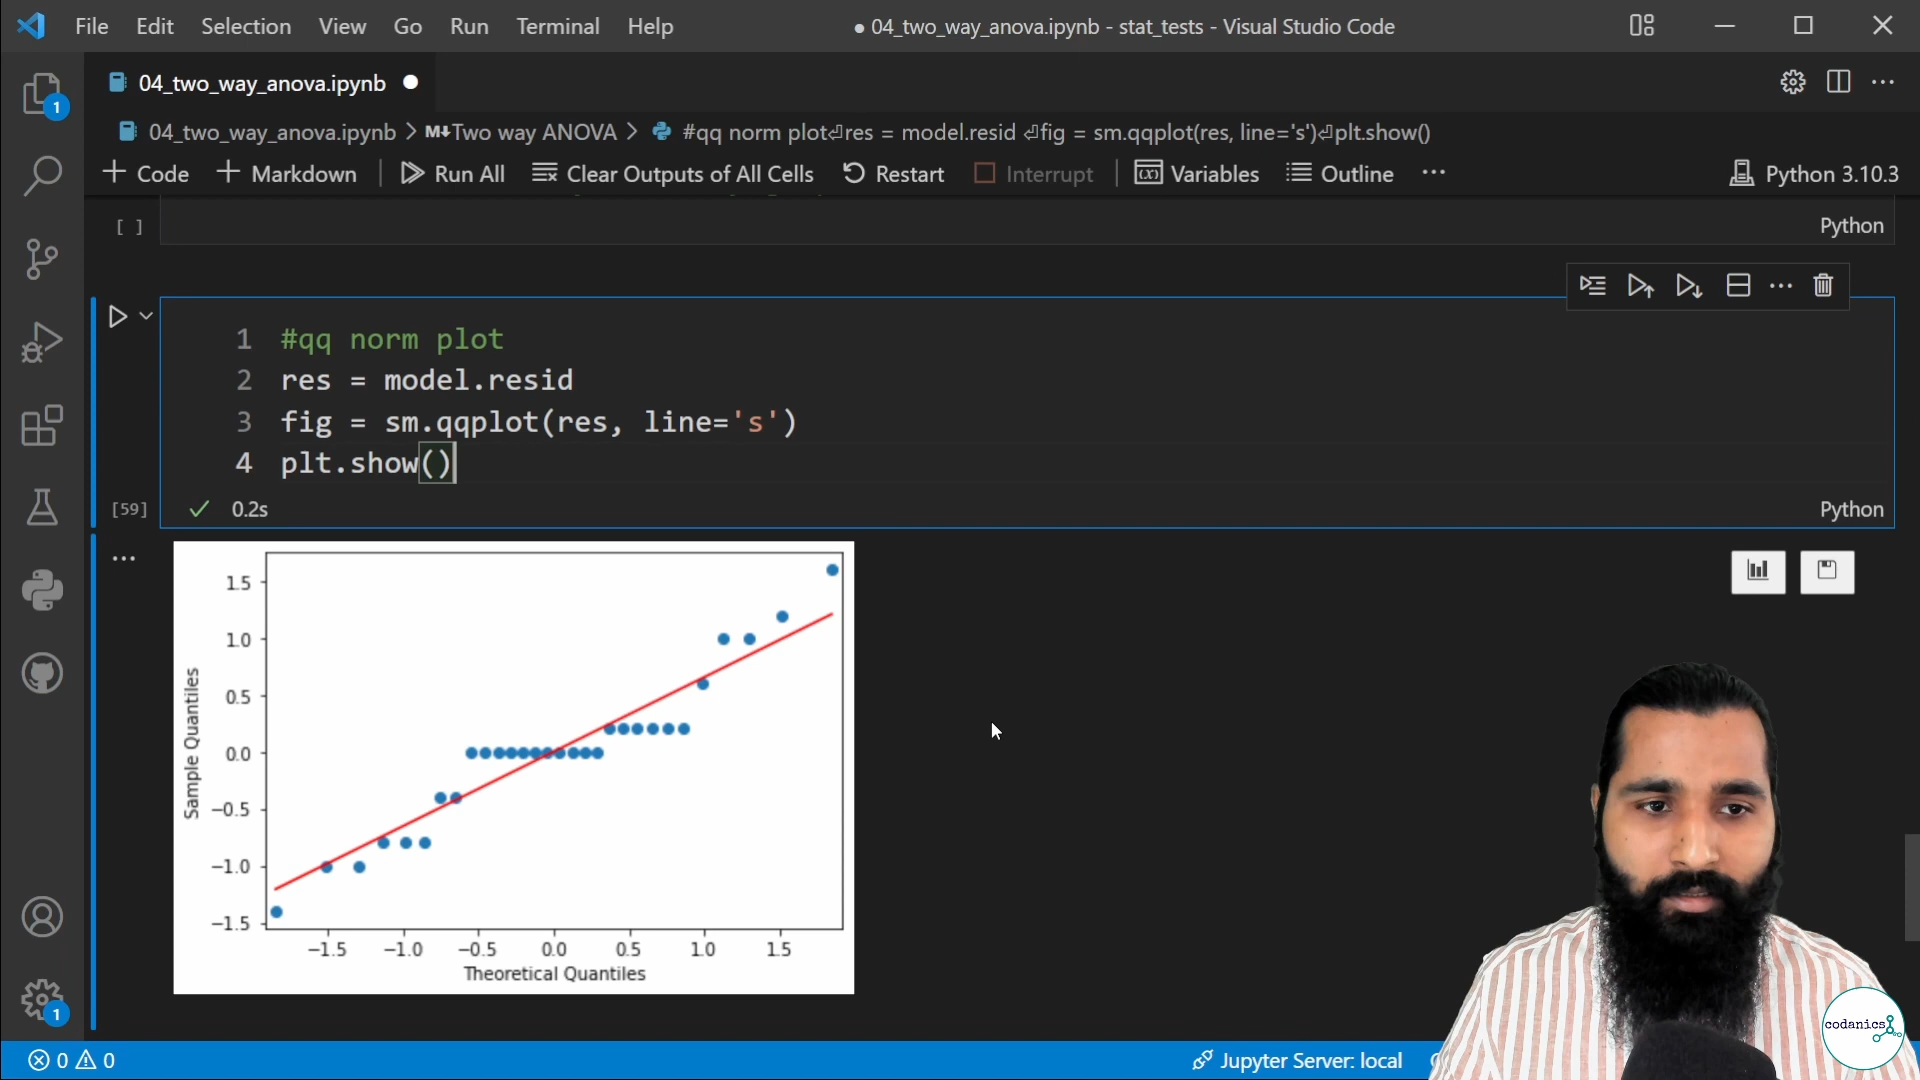 File Edit Selection View Go Run Terminal Help ● 04_two_way_anova.ipynb - stat_tests - Visual Studio Code
04_two_way_anova.ipynb ●
1
04_two_way_anova.ipynb > M↓Two way ANOVA > #qq norm plot⏎res = model.resid ⏎fig = sm.qqplot(res, line='s')⏎plt.show()
+ Code + Markdown | Run All Clear Outputs of All Cells Restart Interrupt | Variables Outline ··· Python 3.10.3
[ ] Python
1 #qq norm plot
2 res = model.resid
3 fig = sm.qqplot(res, line='s')
4 plt.show()
[59] ✓ 0.2s Python
1.5
1.0
0.5
0.0
−0.5
−1.0
−1.5
Sample Quantiles
−1.5 −1.0 −0.5 0.0 0.5 1.0 1.5
Theoretical Quantiles
1
codanics
0 0 Jupyter Server: local